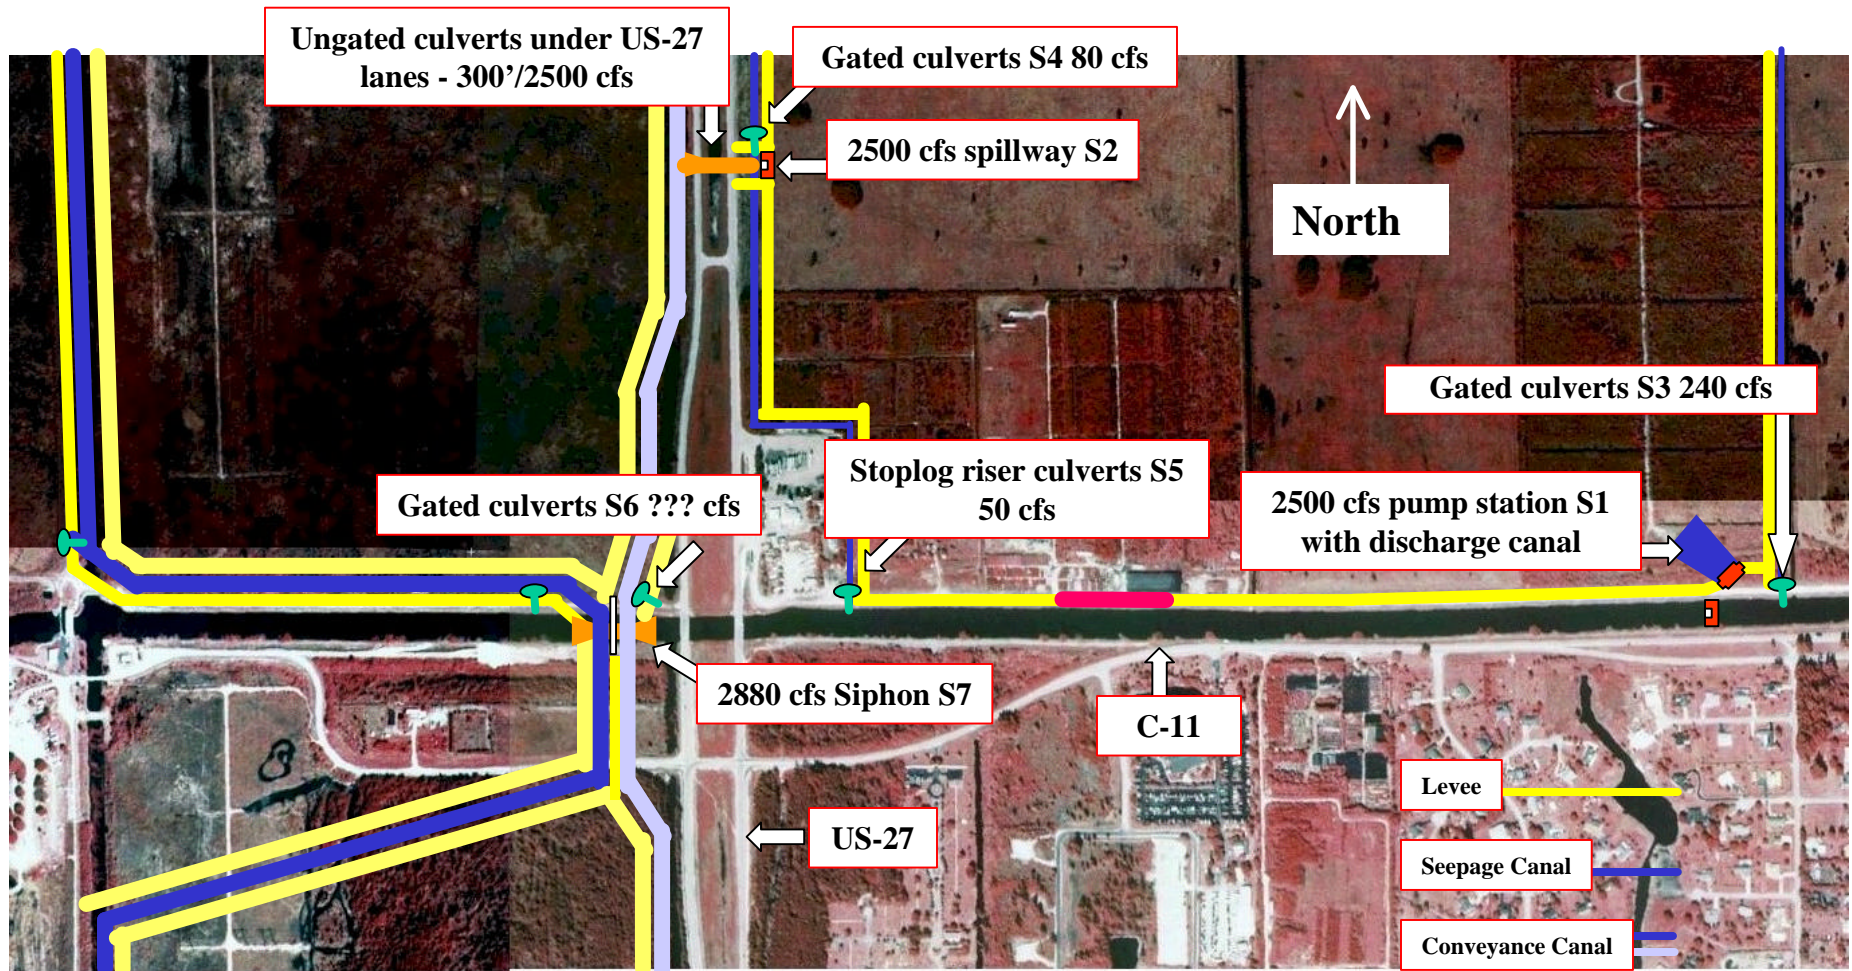 Ungated culverts under US-27
lanes - 300’/2500 cfs
Gated culverts S4 80 cfs
2500 cfs spillway S2
North
Gated culverts S3 240 cfs
Stoplog riser culverts S5
50 cfs
Gated culverts S6 ??? cfs
2500 cfs pump station S1
with discharge canal
2880 cfs Siphon S7
C-11
US-27
Levee
Seepage Canal
Conveyance Canal